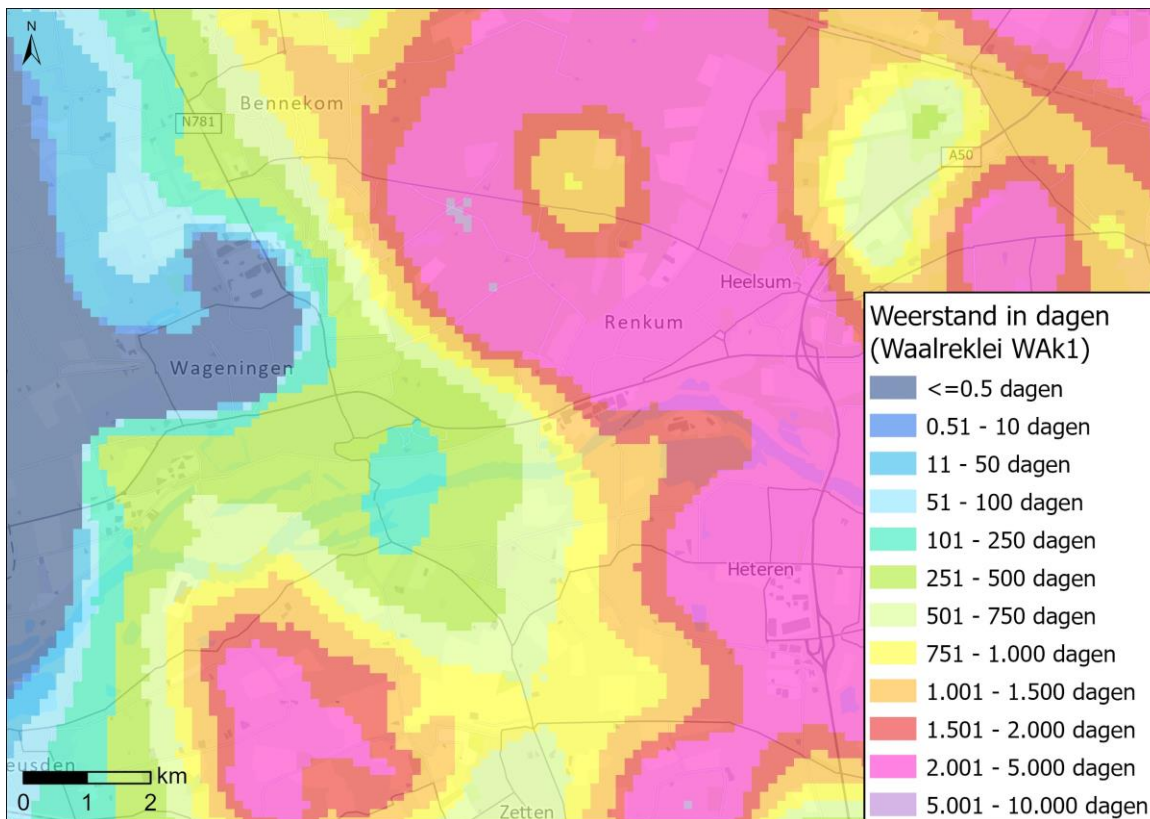 N
Bennekom
N781
A50
Heelsum
Renkum
Wageningen
Heteren
eusden
Zetten
km
0 1 2
Weerstand in dagen
(Waalreklei WAk1)
<=0.5 dagen
0.51 - 10 dagen
11 - 50 dagen
51 - 100 dagen
101 - 250 dagen
251 - 500 dagen
501 - 750 dagen
751 - 1.000 dagen
1.001 - 1.500 dagen
1.501 - 2.000 dagen
2.001 - 5.000 dagen
5.001 - 10.000 dagen